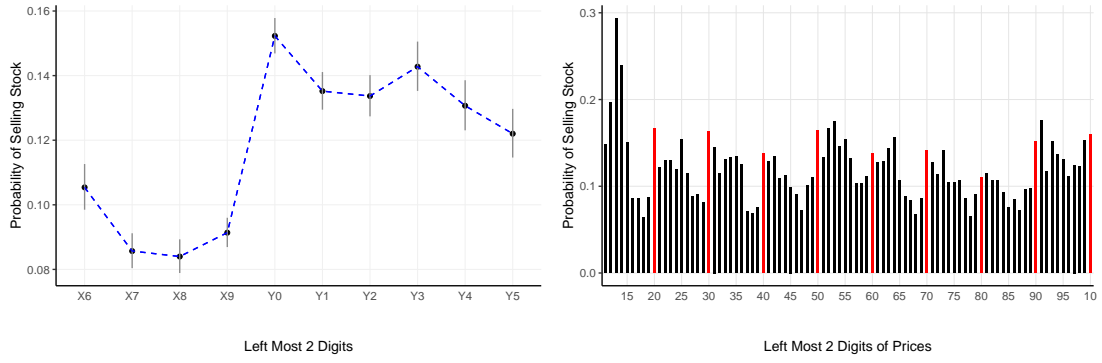 Probability of Selling Stock
0.16
0.14
0.12
0.10
0.08
X6 X7 X8 X9 Y0 Y1 Y2 Y3 Y4 Y5
Left Most 2 Digits
Probability of Selling Stock
0.3
0.2
0.1
0.0
15 20 25 30 35 40 45 50 55 60 65 70 75 80 85 90 95 10
Left Most 2 Digits of Prices